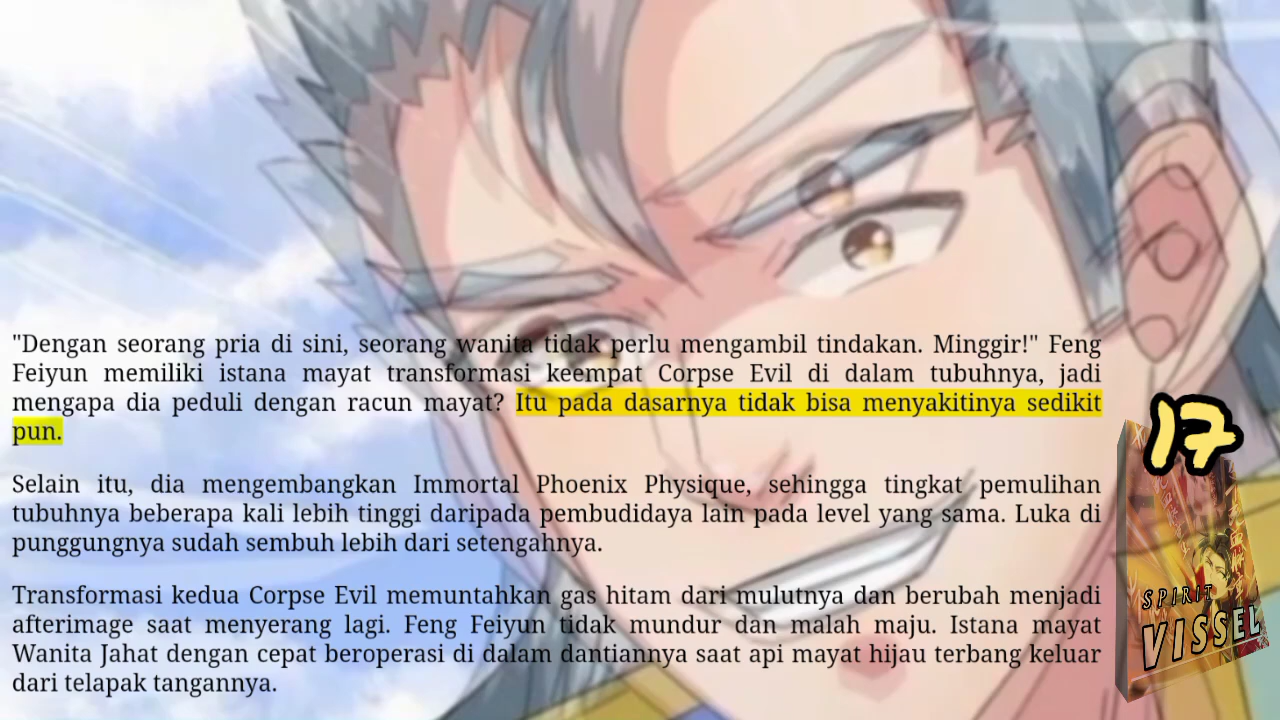 "Dengan seorang pria di sini, seorang wanita tidak perlu mengambil tindakan. Minggir!" Feng
Feiyun memiliki istana mayat transformasi keempat Corpse Evil di dalam tubuhnya, jadi
mengapa dia peduli dengan racun mayat? Itu pada dasarnya tidak bisa menyakitinya sedikit
pun.
Selain itu, dia mengembangkan Immortal Phoenix Physique, sehingga tingkat pemulihan
tubuhnya beberapa kali lebih tinggi daripada pembudidaya lain pada level yang sama. Luka di
punggungnya sudah sembuh lebih dari setengahnya.
Transformasi kedua Corpse Evil memuntahkan gas hitam dari mulutnya dan berubah menjadi
afterimage saat menyerang lagi. Feng Feiyun tidak mundur dan malah maju. Istana mayat
Wanita Jahat dengan cepat beroperasi di dalam dantiannya saat api mayat hijau terbang keluar
dari telapak tangannya.
17
SPIRIT
VISSEL